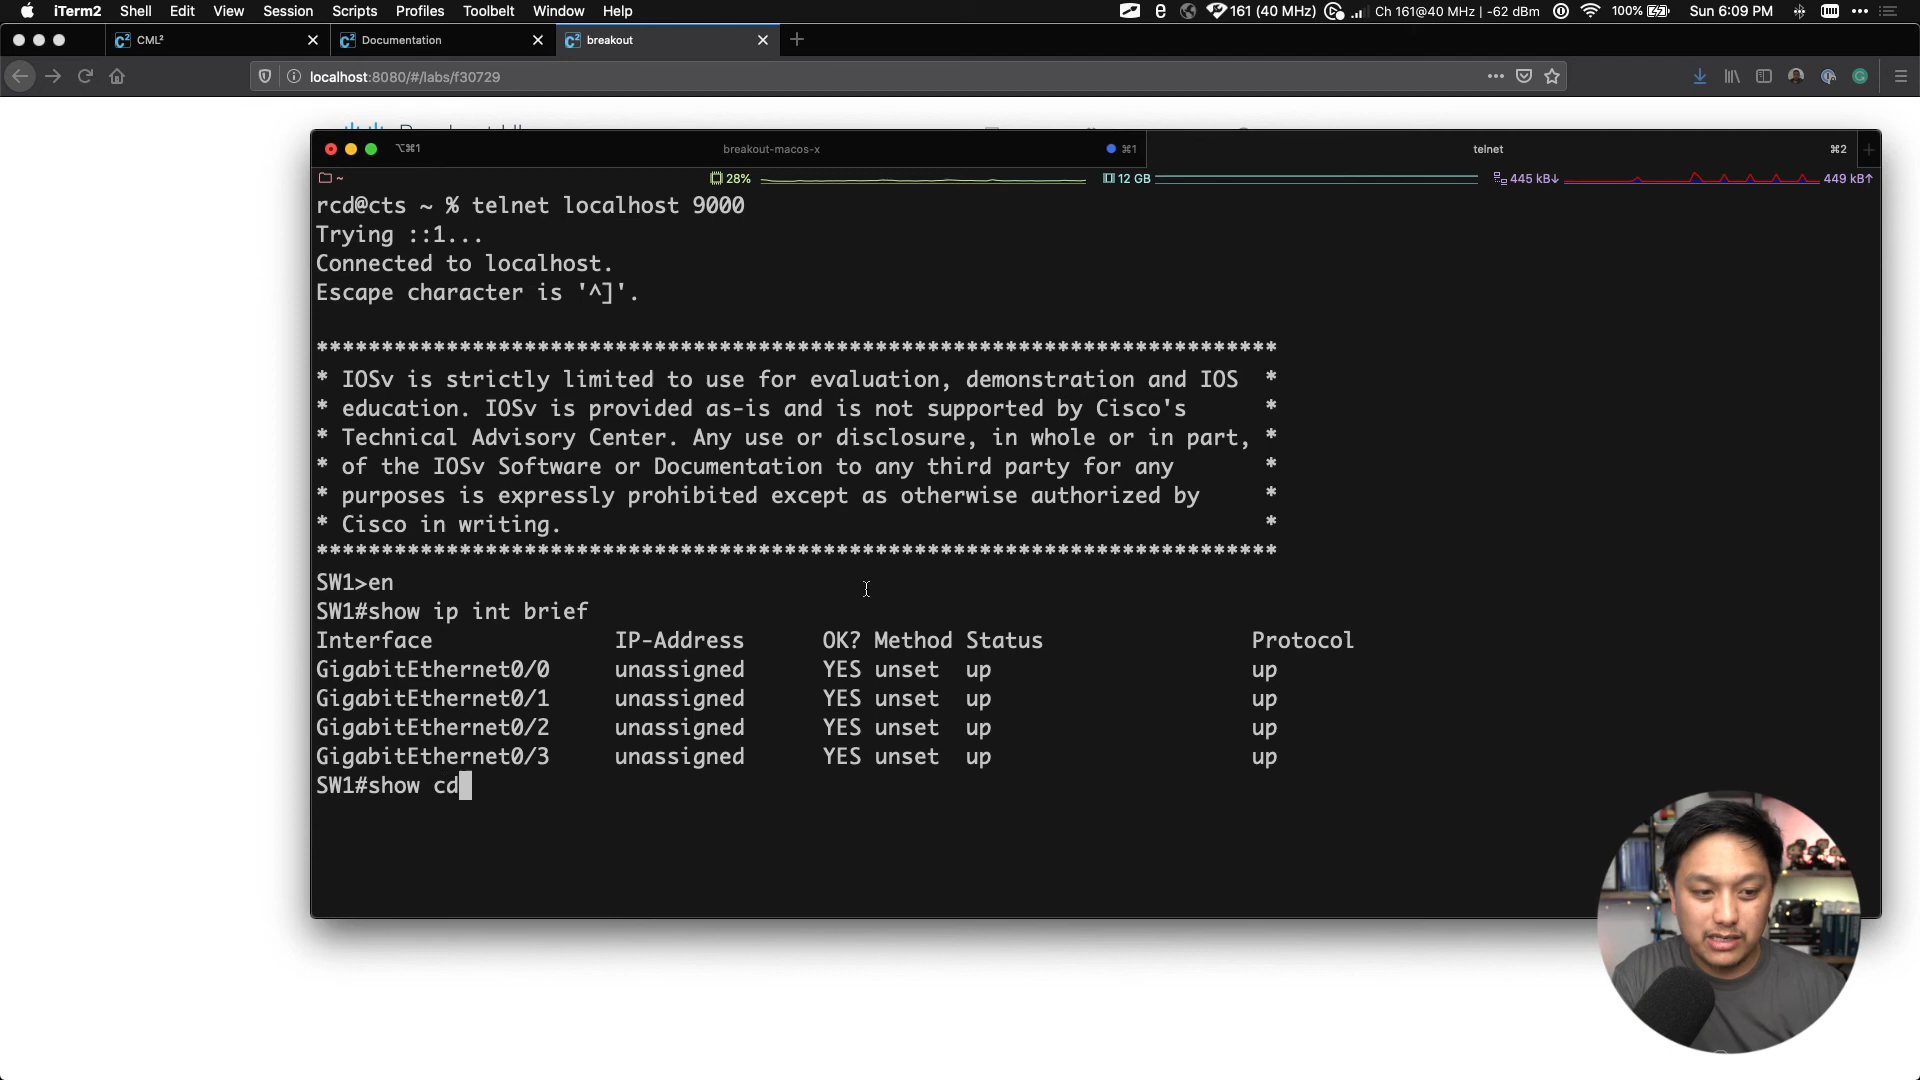 iTerm2 Shell Edit View Session Scripts Profiles Toolbelt Window Help 161 (40 MHz) Ch 161@40 MHz | -62 dBm 100% Sun 6:09 PM
CML² Documentation breakout
localhost:8080/#/labs/f30729
⌥⌘1 breakout-macos-x ⌘1 telnet ⌘2
~ 28% 12 GB 445 kB↓ 449 kB↑
rcd@cts ~ % telnet localhost 9000
Trying ::1...
Connected to localhost.
Escape character is '^]'.
**************************************************************************
* IOSv is strictly limited to use for evaluation, demonstration and IOS  *
* education. IOSv is provided as-is and is not supported by Cisco's      *
* Technical Advisory Center. Any use or disclosure, in whole or in part, *
* of the IOSv Software or Documentation to any third party for any       *
* purposes is expressly prohibited except as otherwise authorized by     *
* Cisco in writing.                                                      *
**************************************************************************
SW1>en
SW1#show ip int brief
Interface              IP-Address      OK? Method Status                Protocol
GigabitEthernet0/0     unassigned      YES unset  up                    up
GigabitEthernet0/1     unassigned      YES unset  up                    up
GigabitEthernet0/2     unassigned      YES unset  up                    up
GigabitEthernet0/3     unassigned      YES unset  up                    up
SW1#show cd